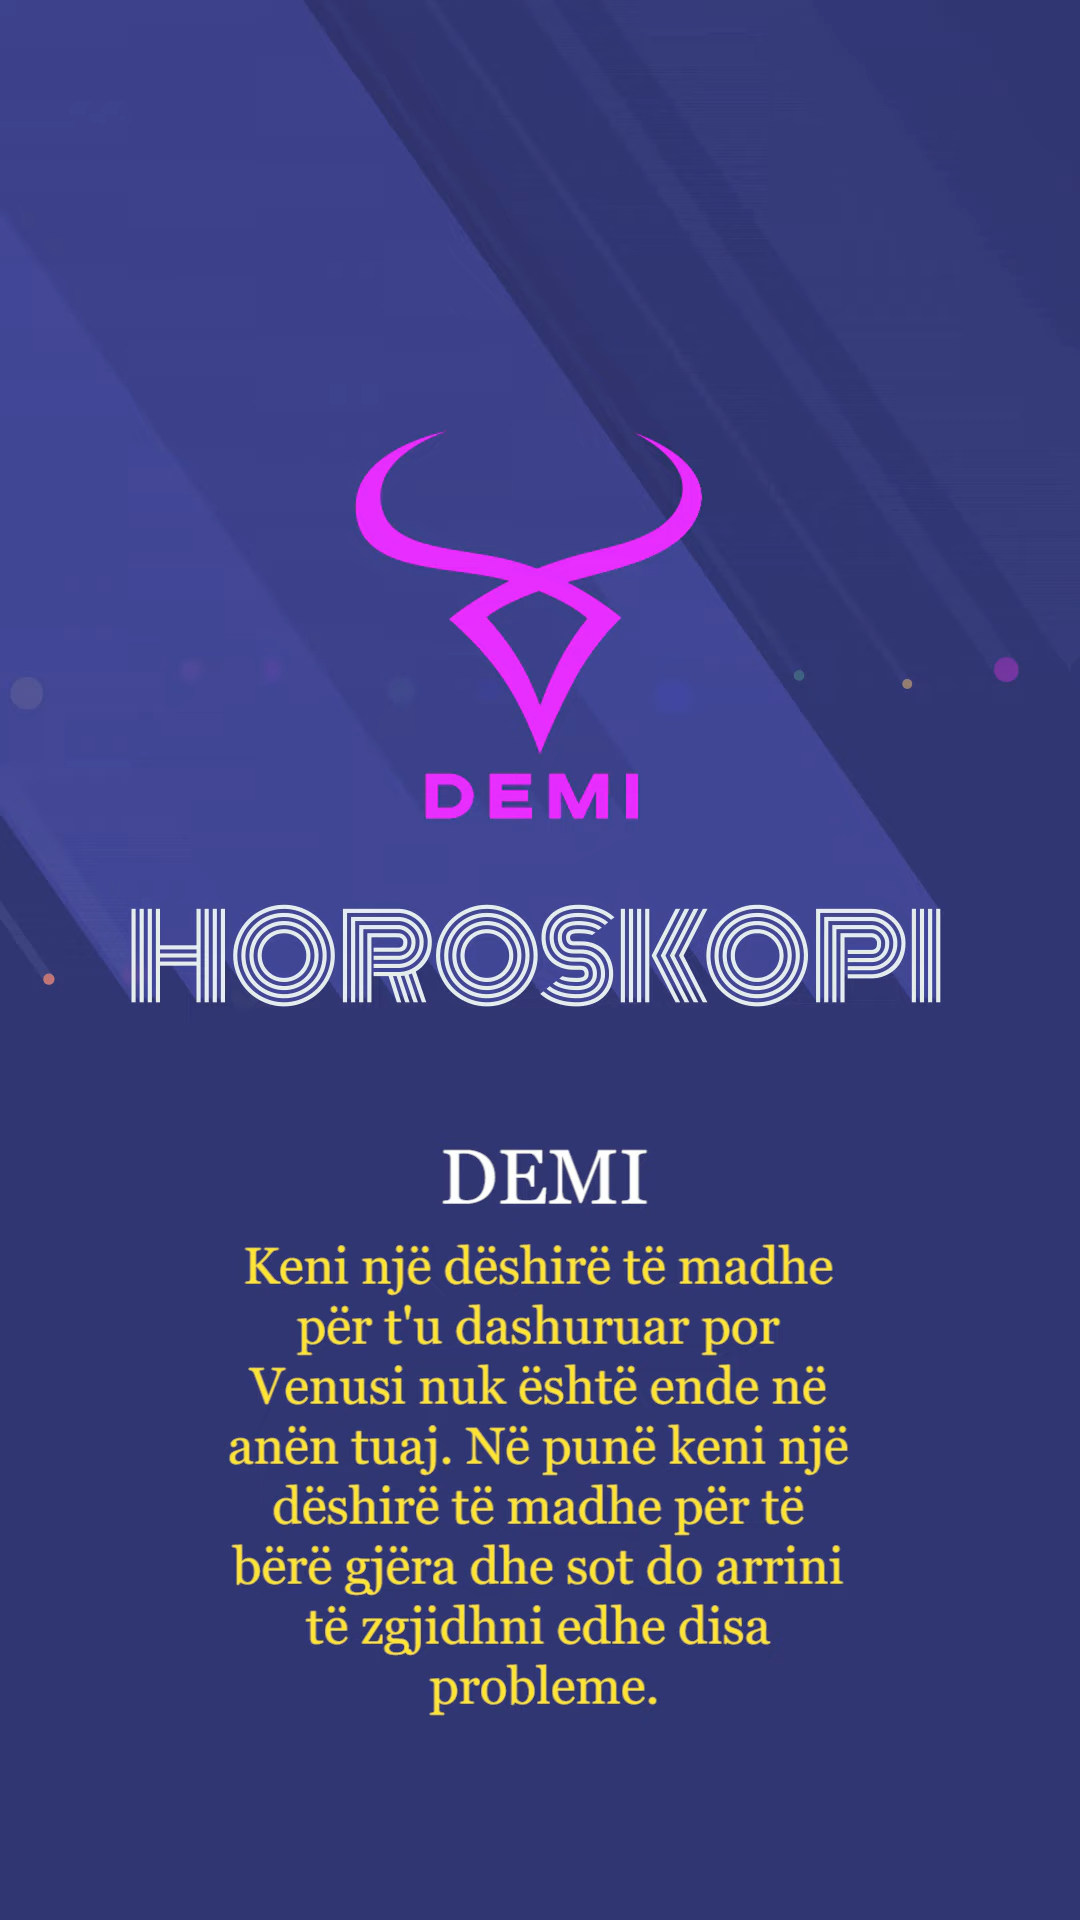 DEMI
HOROSKOPI
DEMI
Keni një dëshirë të madhe
për t'u dashuruar por
Venusi nuk është ende në
anën tuaj. Në punë keni një
dëshirë të madhe për të
bërë gjëra dhe sot do arrini
të zgjidhni edhe disa
probleme.